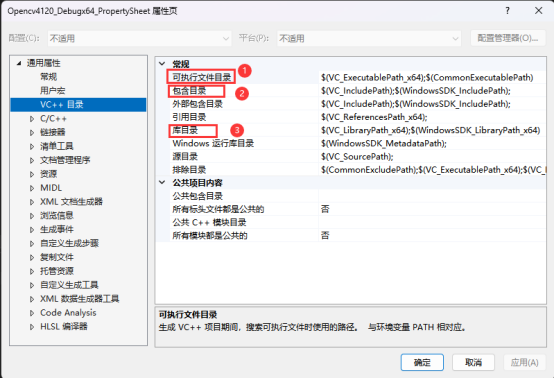 Opencv4120_Debugx64_PropertySheet 属性页
配置(C): 不适用 平台(P): 不适用 配置管理器(O)...
通用属性
常规
用户宏
VC++ 目录
C/C++
链接器
清单工具
文档管理程序
资源
MIDL
XML 文档生成器
浏览信息
生成事件
自定义生成步骤
复制文件
托管资源
自定义生成工具
XML 数据生成器工具
Code Analysis
HLSL 编译器
常规
可执行文件目录 1 $(VC_ExecutablePath_x64);$(CommonExecutablePath)
包含目录 2 $(VC_IncludePath);$(WindowsSDK_IncludePath);
外部包含目录 $(VC_IncludePath);$(WindowsSDK_IncludePath);
引用目录 $(VC_ReferencesPath_x64);
库目录 3 $(VC_LibraryPath_x64);$(WindowsSDK_LibraryPath_x64)
Windows 运行库目录 $(WindowsSDK_MetadataPath);
源目录 $(VC_SourcePath);
排除目录 $(CommonExcludePath);$(VC_ExecutablePath_x64);$(VC_I
公共项目内容
公共包含目录
所有标头文件都是公共的 否
公共 C++ 模块目录
所有模块都是公共的 否
可执行文件目录
生成 VC++ 项目期间，搜索可执行文件时使用的路径。 与环境变量 PATH 相对应。
确定 取消 应用(A)